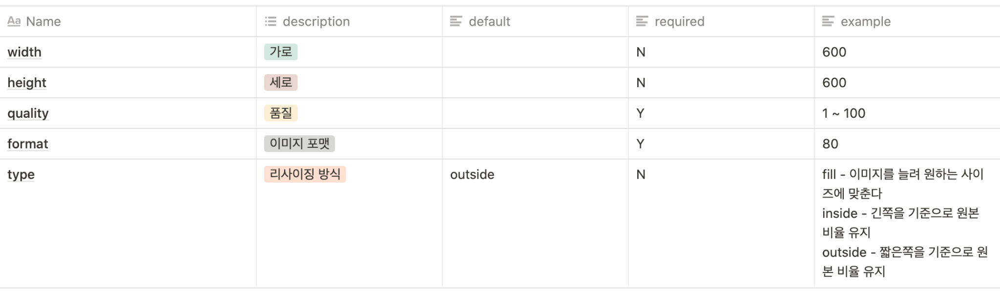 Aa Name description default required example
width 가로 N 600
height 세로 N 600
quality 품질 Y 1 ~ 100
format 이미지 포맷 Y 80
type 리사이징 방식 outside N fill - 이미지를 늘려 원하는 사이
즈에 맞춘다
inside - 긴쪽을 기준으로 원본
비율 유지
outside - 짧은쪽을 기준으로 원
본 비율 유지